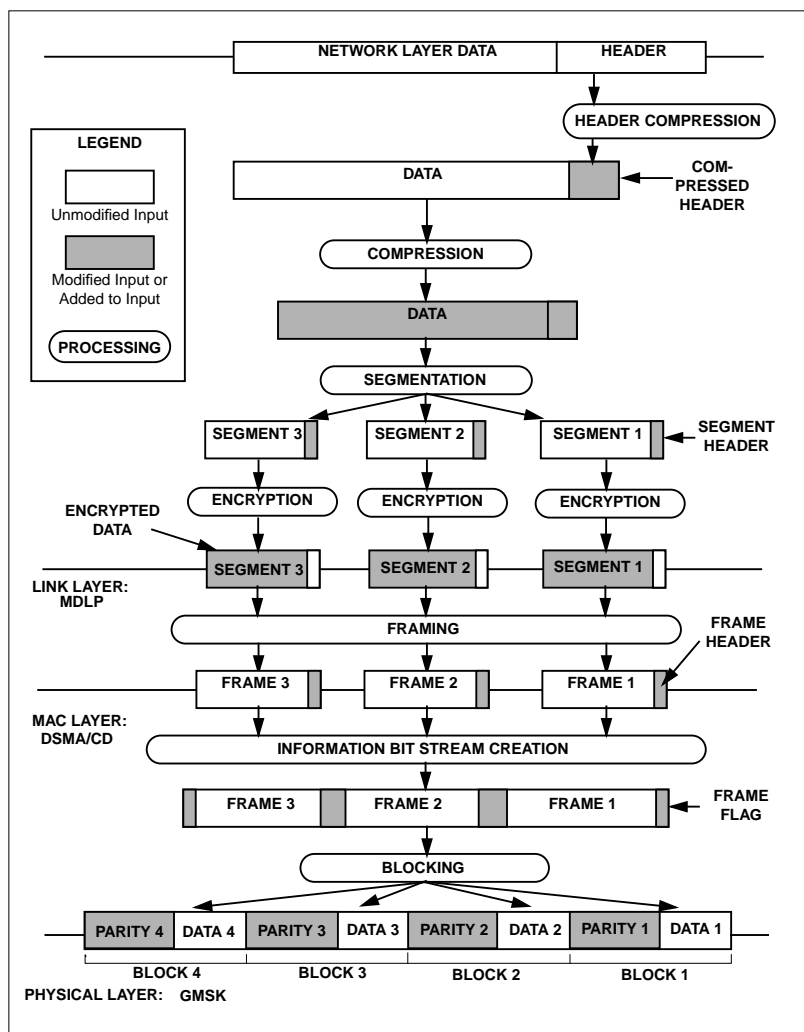 NETWORK LAYER DATA
HEADER
HEADER COMPRESSION
LEGEND
Unmodified Input
Modified Input or
Added to Input
PROCESSING
DATA
COM-
PRESSED
HEADER
COMPRESSION
DATA
SEGMENTATION
SEGMENT 3
SEGMENT 2
SEGMENT 1
SEGMENT
HEADER
ENCRYPTION
ENCRYPTION
ENCRYPTION
ENCRYPTED
DATA
SEGMENT 3
SEGMENT 2
SEGMENT 1
LINK LAYER:
MDLP
FRAMING
FRAME
HEADER
FRAME 3
FRAME 2
FRAME 1
MAC LAYER:
DSMA/CD
INFORMATION BIT STREAM CREATION
FRAME 3
FRAME 2
FRAME 1
FRAME
FLAG
BLOCKING
PARITY 4
DATA 4
PARITY 3
DATA 3
PARITY 2
DATA 2
PARITY 1
DATA 1
BLOCK 4
BLOCK 3
BLOCK 2
BLOCK 1
PHYSICAL LAYER: GMSK